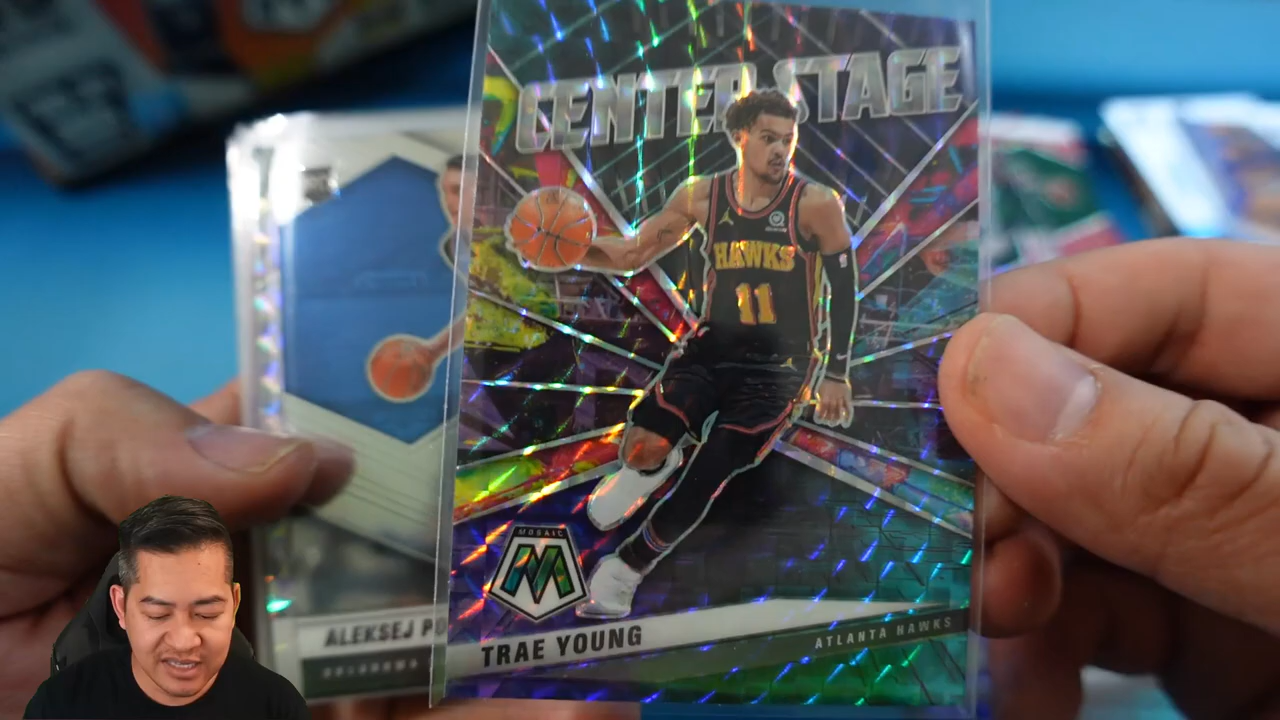 CENTER STAGE
HAWKS
11
MOSAIC
M
TRAE YOUNG
ATLANTA HAWKS
ALEKSEJ PO